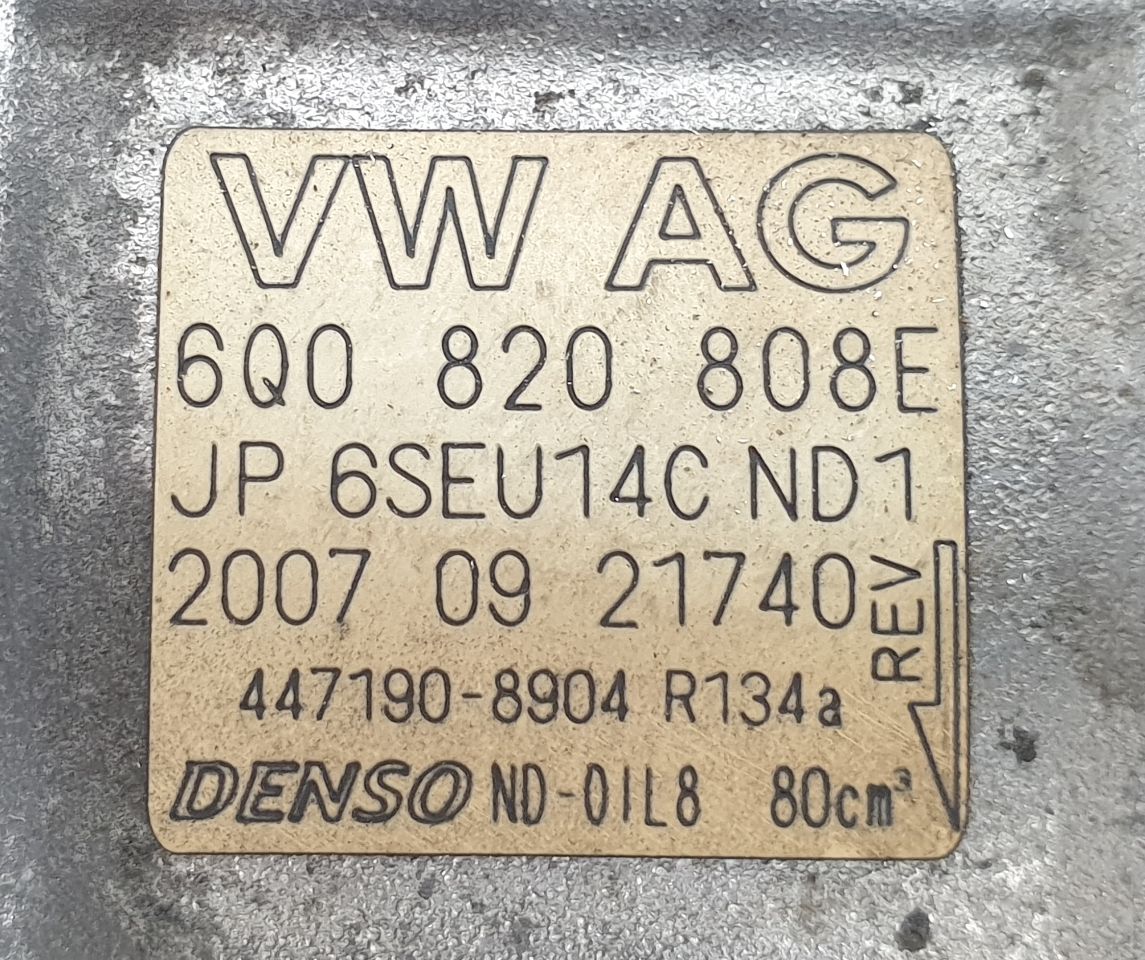 VW AG
6Q0 820 808E
JP 6SEU14C ND1
2007 09 21740
REV
447190-8904 R134a
DENSO ND-OIL8 80cm³